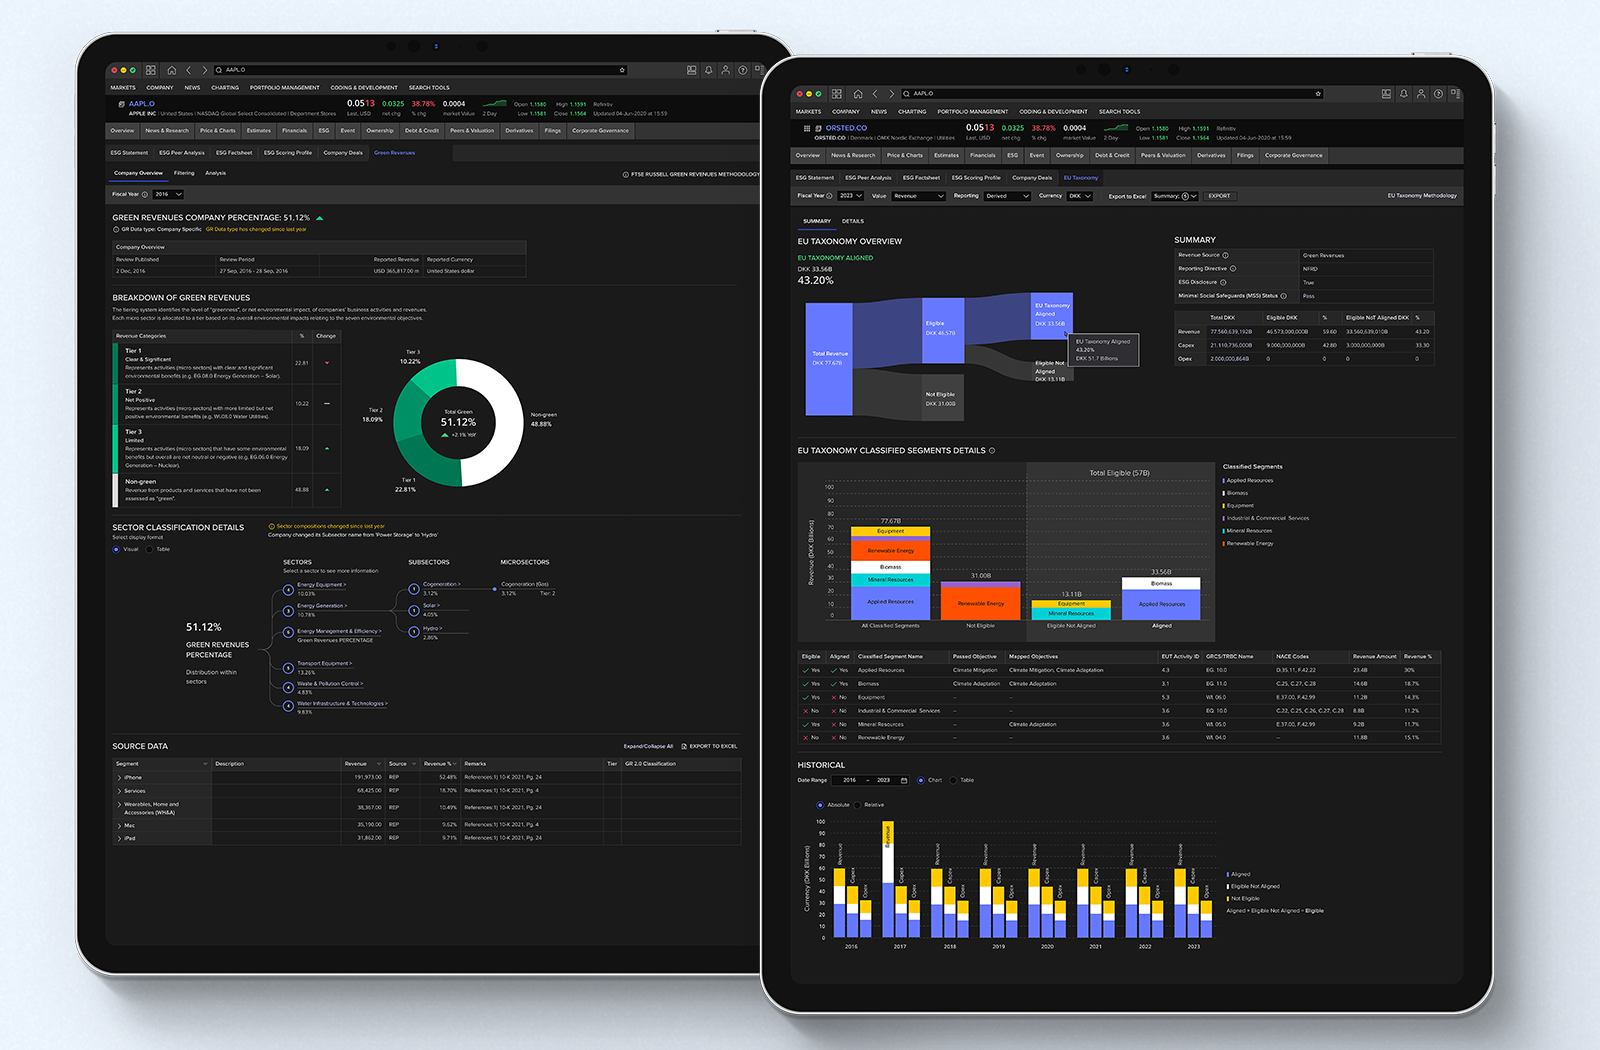 AAPL.O
MARKETS COMPANY NEWS CHARTING PORTFOLIO MANAGEMENT CODING & DEVELOPMENT SEARCH TOOLS
AAPL.O
APPLE INC | United States | NASDAQ Global Select Consolidated | Department Stores
0.0513 0.0325 38.78% 0.0004
Last, USD net chg % chg market Value 2 Day
Open 1.1580 High 1.1591 Refintiv
Low 1.1581 Close 1.1564 Updated 04-Jun-2020 at 15:59
Overview News & Research Price & Charts Estimates Financials ESG Event Ownership Debt & Credit Peers & Valuation Derivatives Filings Corporate Governance
ESG Statement ESG Peer Analysis ESG Factsheet ESG Scoring Profile Company Deals Green Revenues
Company Overview Filtering Analysis
FTSE RUSSELL GREEN REVENUES METHODOLOGY
Fiscal Year 2016
GREEN REVENUES COMPANY PERCENTAGE: 51.12%
GR Data type: Company Specific GR Data type has changed since last year
Company Overview
Review Published Review Period Reported Revenue Reported Currency
2 Dec, 2016 27 Sep, 2016 - 28 Sep, 2016 USD 365,817.00 m United States dollar
BREAKDOWN OF GREEN REVENUES
The tiering system identifies the level of "greenness", or net environmental impact, of companies' business activities and revenues.
Each micro sector is allocated to a tier based on its overall environmental impacts relating to the seven environmental objectives.
Revenue Categories % Change
Tier 1
Clear & Significant
Represents activities (micro sectors) with clear and significant
environmental benefits (e.g. EG.08.0 Energy Generation – Solar).
22.81
Tier 2
Net Positive
Represents activities (micro sectors) with more limited but net
positive environmental benefits (e.g. WI.08.0 Water Utilities).
10.22
Tier 3
Limited
Represents activities (micro sectors) that have some environmental
benefits but overall are not neutral or negative (e.g. EG.06.0 Energy
Generation – Nuclear).
18.09
Non-green
Revenue from products and services that have not been
assessed as "green".
48.88
Tier 3
10.22%
Tier 2
18.09%
Tier 1
22.81%
Total Green
51.12%
+2.1% YoY
Non-green
48.88%
SECTOR CLASSIFICATION DETAILS
Select display format
Visual Table
Sector compositions changed since last year
Company changed its Subsector name from 'Power Storage' to 'Hydro'
SECTORS SUBSECTORS MICROSECTORS
Select a sector to see more information
51.12%
GREEN REVENUES
PERCENTAGE
Distribution within
sectors
4 Energy Equipment >
10.03%
3 Energy Generation >
10.78%
6 Energy Management & Efficiency >
Green Revenues PERCENTAGE
5 Transport Equipment >
13.26%
4 Waste & Pollution Control >
4.83%
4 Water Infrastructure & Technologies >
9.83%
1 Cogeneration >
3.12%
1 Solar >
4.05%
1 Hydro >
2.86%
Cogeneration (Gas)
3.12% Tier: 2
SOURCE DATA
Expand/Collapse All EXPORT TO EXCEL
Segment Description Revenue Source Revenue % Remarks Tier GR 2.0 Classification
iPhone 191,973.00 REP 52.48% References:1) 10-K 2021, Pg. 24
Services 68,425.00 REP 18.70% References:1) 10-K 2021, Pg. 4
Wearables, Home and
Accessories (WH&A) 38,367.00 REP 10.49% References:1) 10-K 2021, Pg. 24
Mac 35,190.00 REP 9.62% References:1) 10-K 2021, Pg. 4
iPad 31,862.00 REP 9.71% References:1) 10-K 2021, Pg. 24
AAPL.O
MARKETS COMPANY NEWS CHARTING PORTFOLIO MANAGEMENT CODING & DEVELOPMENT SEARCH TOOLS
ORSTED.CO
ORSTED.CO | Denmark | OMX Nordic Exchange | Utilities
0.0513 0.0325 38.78% 0.0004
Last, USD net chg % chg market Value 2 Day
Open 1.1580 High 1.1591 Refintiv
Low 1.1581 Close 1.1564 Updated 04-Jun-2020 at 15:59
Overview News & Research Price & Charts Estimates Financials ESG Event Ownership Debt & Credit Peers & Valuation Derivatives Filings Corporate Governance
ESG Statement ESG Peer Analysis ESG Factsheet ESG Scoring Profile Company Deals EU Taxonomy
Fiscal Year 2023 Value Revenue Reporting Derived Currency DKK Export to Excel Summary: EXPORT
EU Taxonomy Methodology
SUMMARY DETAILS
EU TAXONOMY OVERVIEW
EU TAXONOMY ALIGNED
DKK 33.56B
43.20%
Total Revenue
DKK 77.67B
Eligible
DKK 46.57B
Not Eligible
DKK 31.00B
EU Taxonomy
Aligned
DKK 33.56B
Eligible Not
Aligned
DKK 13.11B
EU Taxonomy Aligned
43.20%
DKK 51.7 Billions
SUMMARY
Revenue Source Green Revenues
Reporting Directive NFRD
ESG Disclosure True
Minimal Social Safeguards (MSS) Status Pass
Total DKK Eligible DKK % Eligible NoT Aligned DKK %
Revenue 77.560,639,192B 46.573,000,000B 59.60 33.560,639,010B 43.20
Capex 21.110,736,000B 9.000,000,000B 42.80 3.000,000,000B 33.30
Opex 2.000,000,864B 0 0 0 0
EU TAXONOMY CLASSIFIED SEGMENTS DETAILS
Total Eligible (57B)
Revenue (DKK Billions)
100
90
80
70
60
50
40
30
20
10
0
77.67B
Equipment
Renewable Energy
Biomass
Mineral Resources
Applied Resources
All Classified Segments
31.00B
Renewable Energy
Not Eligible
13.11B
Equipment
Mineral Resources
Eligible Not Aligned
33.56B
Biomass
Applied Resources
Aligned
Classified Segments
Applied Resources
Biomass
Equipment
Industrial & Commercial Services
Mineral Resources
Renewable Energy
Eligible Aligned Classified Segment Name Passed Objective Mapped Objectives EUT Activity ID GRCS/TRBC Name NACE Codes Revenue Amount Revenue %
Yes Yes Applied Resources Climate Mitigation Climate Mitigation, Climate Adaptation 4.3 EG. 10.0 D.35.11, F.42.22 23.4B 30%
Yes Yes Biomass Climate Adaptation Climate Adaptation 3.1 EG. 11.0 C.25, C.27, C.28 14.6B 18.7%
Yes No Equipment – – 5.3 WI. 06.0 E.37.00, F.42.99 11.2B 14.3%
No No Industrial & Commercial Services – – 3.6 EQ. 10.0 C.22, C.25, C.26, C.27, C.28 8.8B 11.2%
Yes No Mineral Resources – Climate Adaptation 3.6 WI. 05.0 E.37.00, F.42.99 9.2B 11.7%
No No Renewable Energy – – 3.6 WI. 04.0 – 11.8B 15.1%
HISTORICAL
Date Range 2016 – 2023 Chart Table
Absolute Relative
Currency (DKK Billions)
100
90
80
70
60
50
40
30
20
10
0
Revenue Capex Opex
Revenue Capex Opex
Revenue Capex Opex
Revenue Capex Opex
Revenue Capex Opex
Revenue Capex Opex
Revenue Capex Opex
Revenue Capex Opex
2016 2017 2018 2019 2020 2021 2022 2023
Aligned
Eligible Not Aligned
Not Eligible
Aligned + Eligible Not Aligned = Eligible